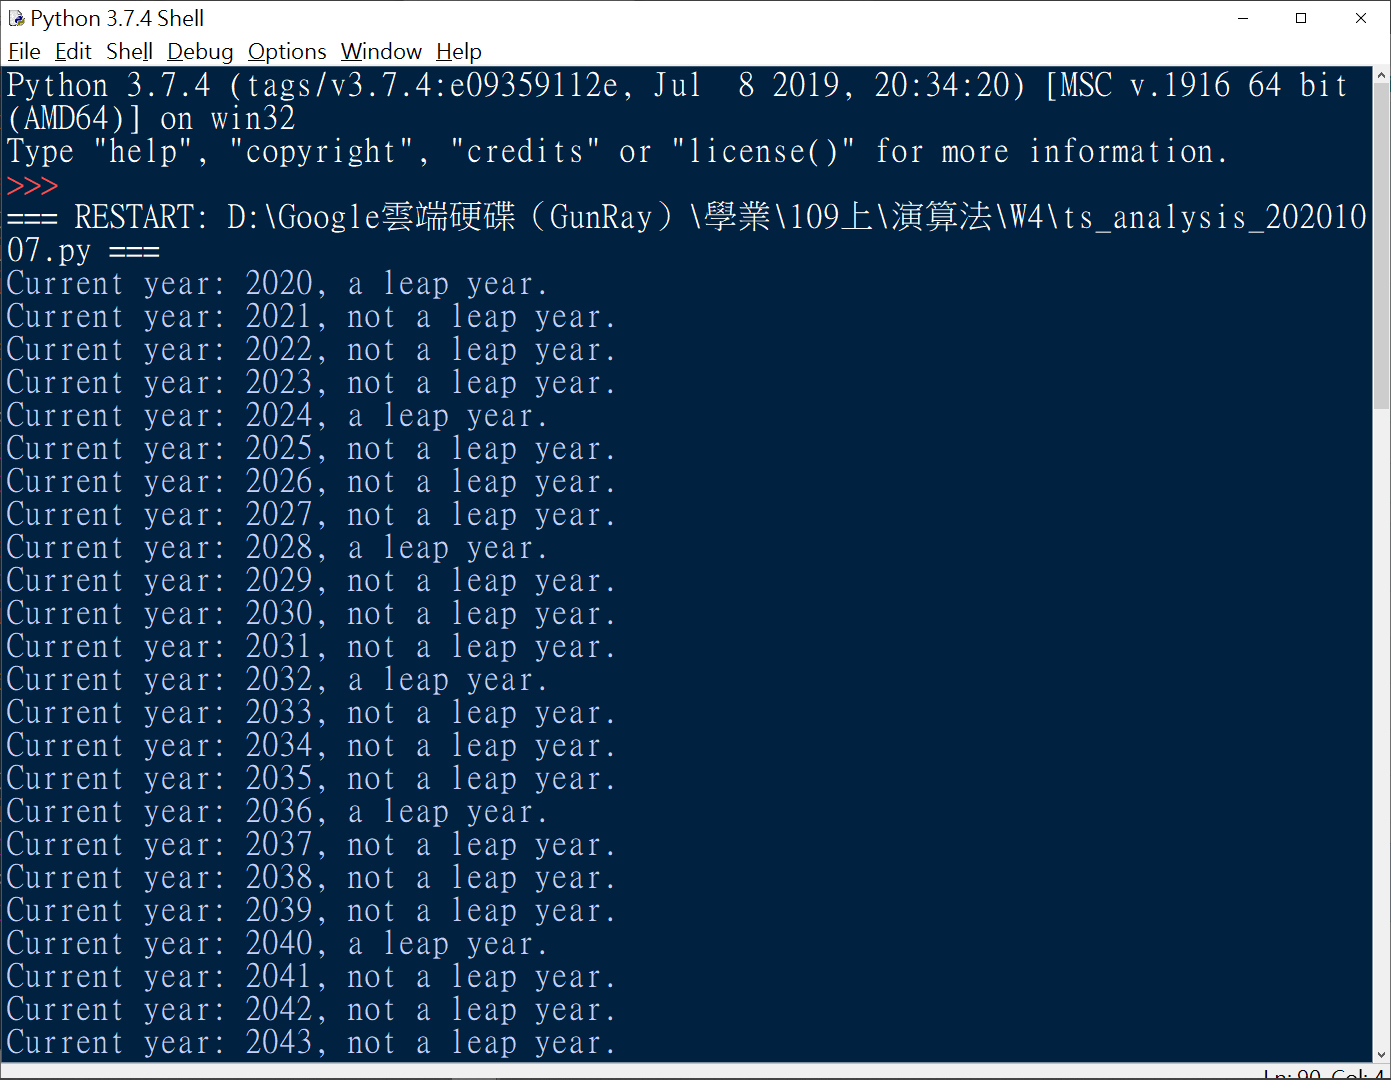 Python 3.7.4 Shell
File Edit Shell Debug Options Window Help
Python 3.7.4 (tags/v3.7.4:e09359112e, Jul  8 2019, 20:34:20) [MSC v.1916 64 bit
(AMD64)] on win32
Type "help", "copyright", "credits" or "license()" for more information.
>>>
=== RESTART: D:\Google雲端硬碟（GunRay）\學業\109上\演算法\W4\ts_analysis_202010
07.py ===
Current year: 2020, a leap year.
Current year: 2021, not a leap year.
Current year: 2022, not a leap year.
Current year: 2023, not a leap year.
Current year: 2024, a leap year.
Current year: 2025, not a leap year.
Current year: 2026, not a leap year.
Current year: 2027, not a leap year.
Current year: 2028, a leap year.
Current year: 2029, not a leap year.
Current year: 2030, not a leap year.
Current year: 2031, not a leap year.
Current year: 2032, a leap year.
Current year: 2033, not a leap year.
Current year: 2034, not a leap year.
Current year: 2035, not a leap year.
Current year: 2036, a leap year.
Current year: 2037, not a leap year.
Current year: 2038, not a leap year.
Current year: 2039, not a leap year.
Current year: 2040, a leap year.
Current year: 2041, not a leap year.
Current year: 2042, not a leap year.
Current year: 2043, not a leap year.
Ln: 90 Col: 4